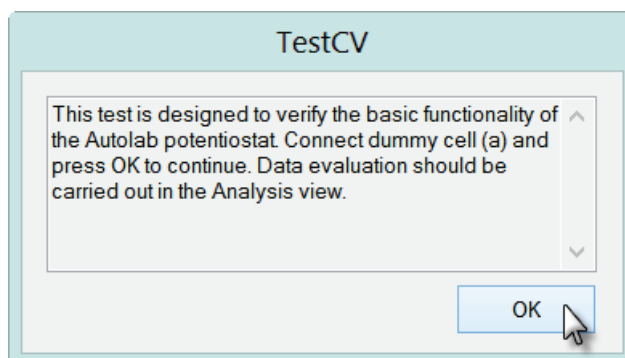 TestCV
This test is designed to verify the basic functionality of
the Autolab potentiostat. Connect dummy cell (a) and
press OK to continue. Data evaluation should be
carried out in the Analysis view.
OK